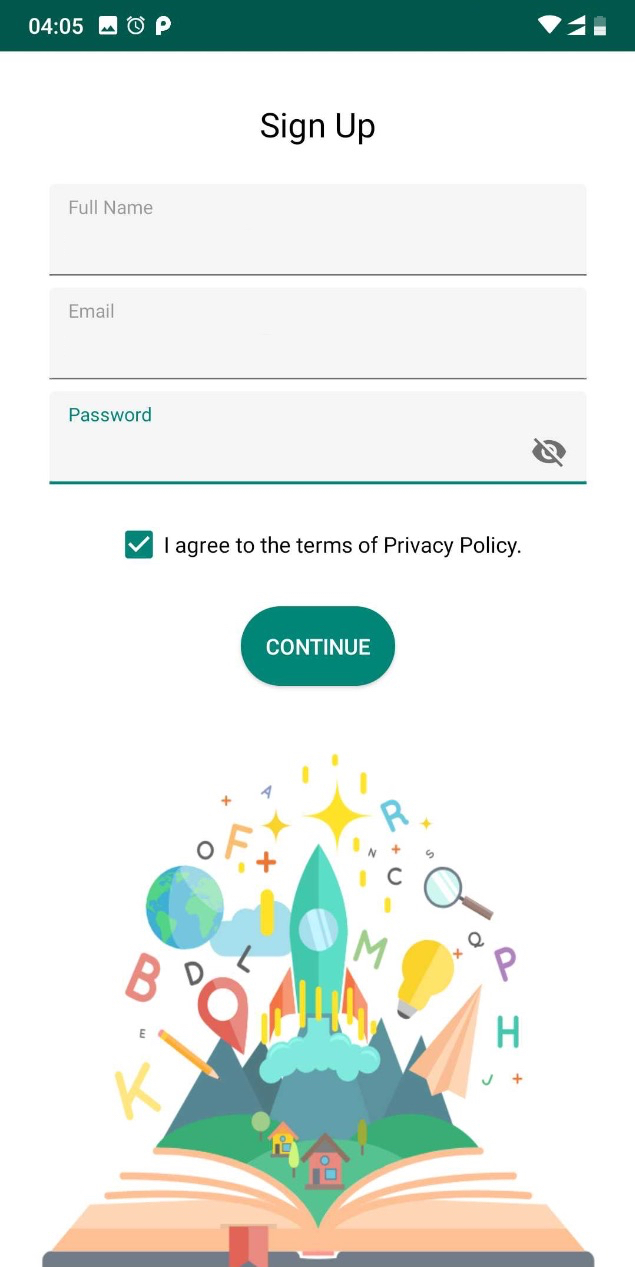 04:05
Sign Up
Full Name
Email
Password
I agree to the terms of Privacy Policy.
CONTINUE
A
R
O F
N S
C
Q
M
P
B D L
E
H
K
J